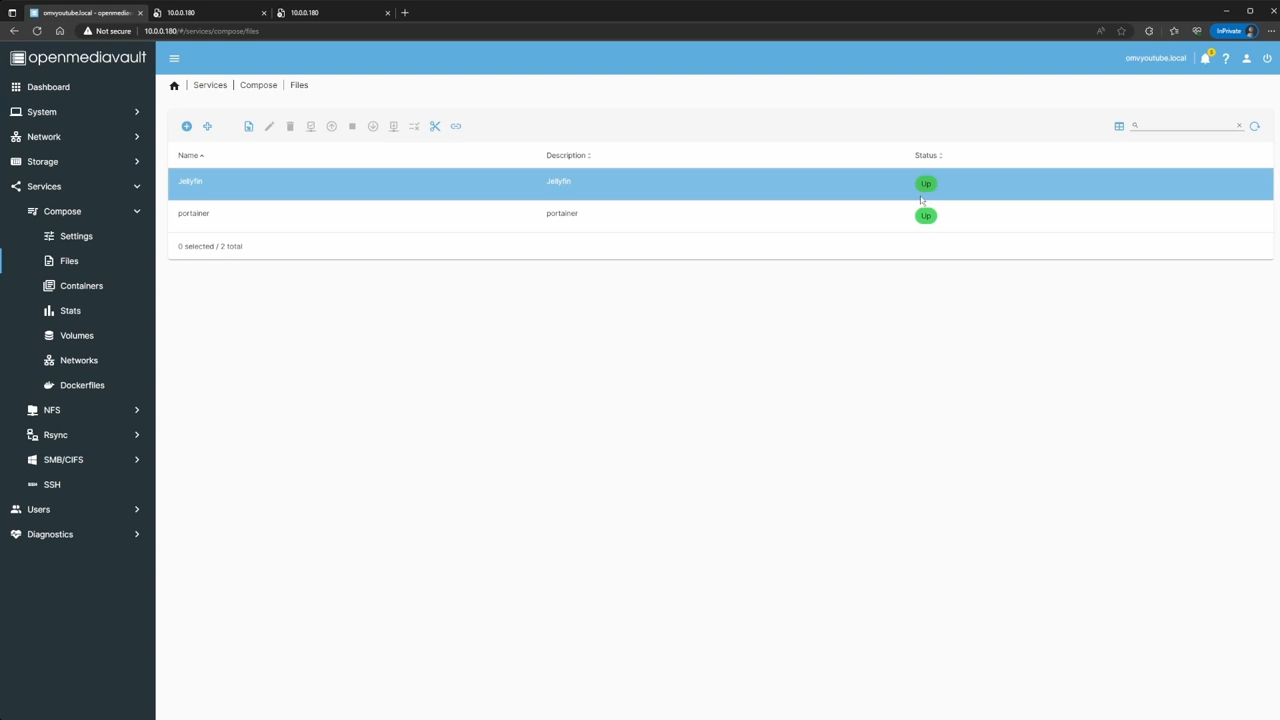 omvyoutube.local - openmediav
10.0.0.180
10.0.0.180
Not secure
10.0.0.180/#/services/compose/files
InPrivate
openmediavault
omvyoutube.local
Dashboard
System
Network
Storage
Services
Compose
Settings
Files
Containers
Stats
Volumes
Networks
Dockerfiles
NFS
Rsync
SMB/CIFS
SSH
Users
Diagnostics
Services | Compose | Files
Name Description Status
Jellyfin Jellyfin Up
portainer portainer Up
0 selected / 2 total